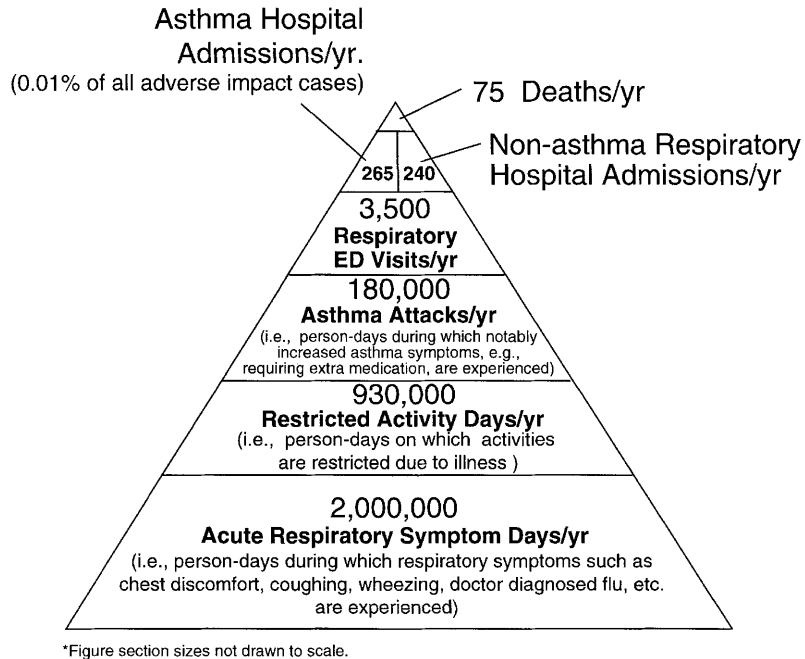 Asthma Hospital
Admissions/yr.
(0.01% of all adverse impact cases)
75 Deaths/yr
Non-asthma Respiratory
Hospital Admissions/yr
265 240
3,500
Respiratory
ED Visits/yr
180,000
Asthma Attacks/yr
(i.e., person-days during which notably
increased asthma symptoms, e.g.,
requiring extra medication, are experienced)
930,000
Restricted Activity Days/yr
(i.e., person-days on which activities
are restricted due to illness )
2,000,000
Acute Respiratory Symptom Days/yr
(i.e., person-days during which respiratory symptoms such as
chest discomfort, coughing, wheezing, doctor diagnosed flu, etc.
are experienced)
*Figure section sizes not drawn to scale.